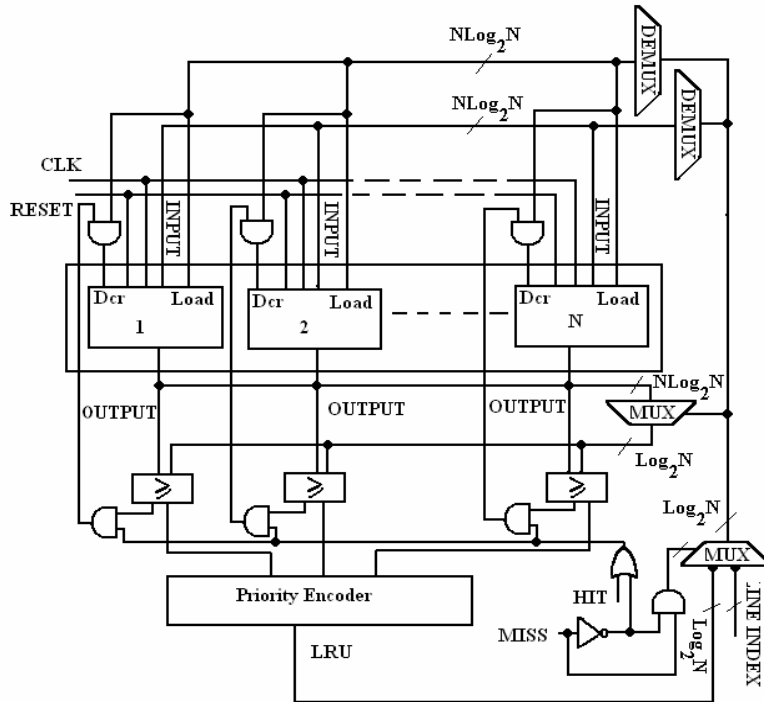 NLog2N
DEMUX
NLog2N
DEMUX
CLK
RESET
INPUT
INPUT
INPUT
Dcr Load
1
Dcr Load
2
Dcr Load
N
OUTPUT
OUTPUT
OUTPUT
NLog2N
MUX
Log2N
≥
≥
≥
Log2N
MUX
Priority Encoder
HIT
MISS
LRU
Log2N
LINE INDEX